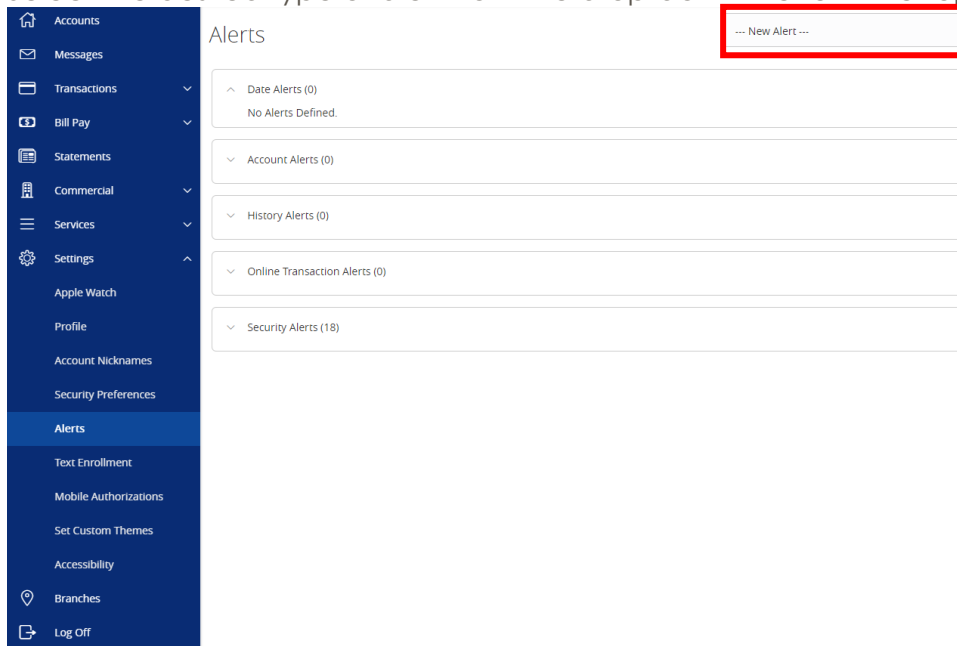 Accounts
Messages
Transactions
Bill Pay
Statements
Commercial
Services
Settings
Apple Watch
Profile
Account Nicknames
Security Preferences
Alerts
Text Enrollment
Mobile Authorizations
Set Custom Themes
Accessibility
Branches
Log Off
Alerts
--- New Alert ---
Date Alerts (0)
No Alerts Defined.
Account Alerts (0)
History Alerts (0)
Online Transaction Alerts (0)
Security Alerts (18)